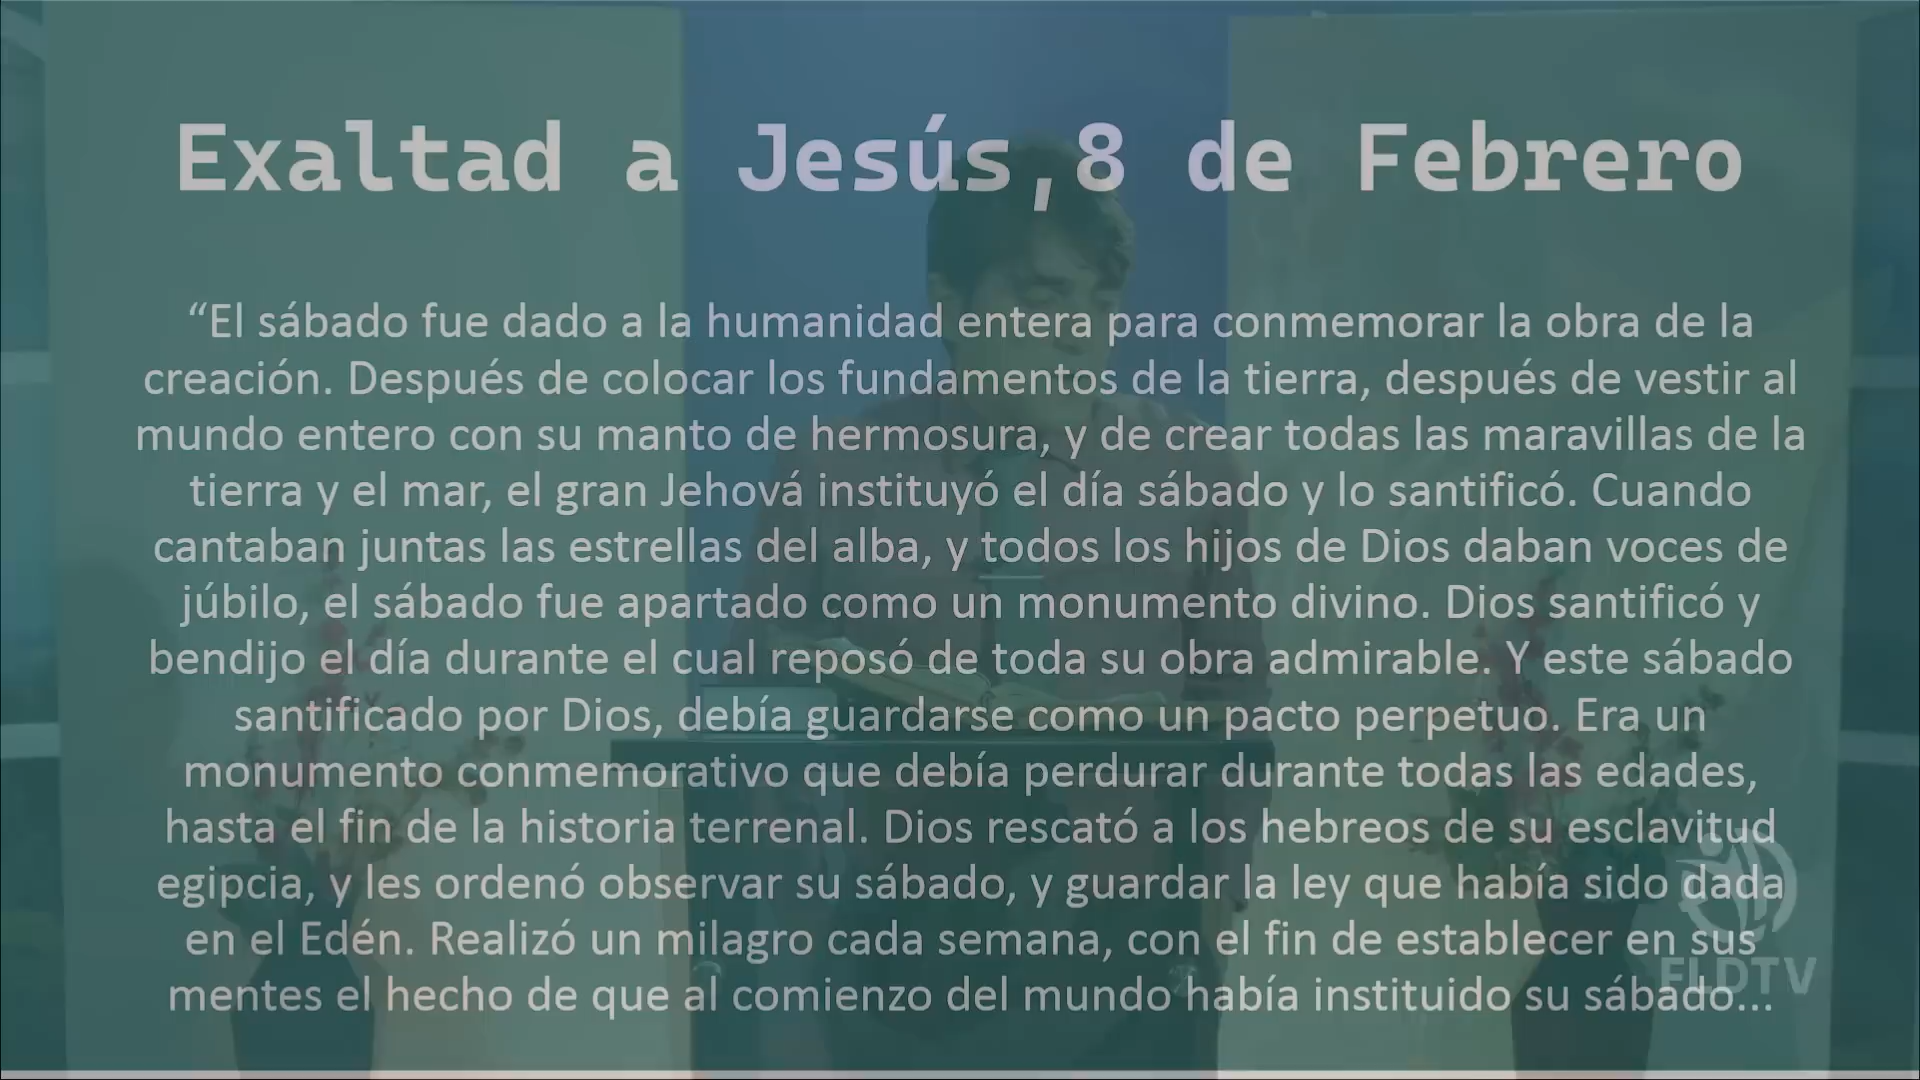 Exaltad a Jesús,8 de Febrero
“El sábado fue dado a la humanidad entera para conmemorar la obra de la
creación. Después de colocar los fundamentos de la tierra, después de vestir al
mundo entero con su manto de hermosura, y de crear todas las maravillas de la
tierra y el mar, el gran Jehová instituyó el día sábado y lo santificó. Cuando
cantaban juntas las estrellas del alba, y todos los hijos de Dios daban voces de
júbilo, el sábado fue apartado como un monumento divino. Dios santificó y
bendijo el día durante el cual reposó de toda su obra admirable. Y este sábado
santificado por Dios, debía guardarse como un pacto perpetuo. Era un
monumento conmemorativo que debía perdurar durante todas las edades,
hasta el fin de la historia terrenal. Dios rescató a los hebreos de su esclavitud
egipcia, y les ordenó observar su sábado, y guardar la ley que había sido dada
en el Edén. Realizó un milagro cada semana, con el fin de establecer en sus
mentes el hecho de que al comienzo del mundo había instituido su sábado...
FLDTV